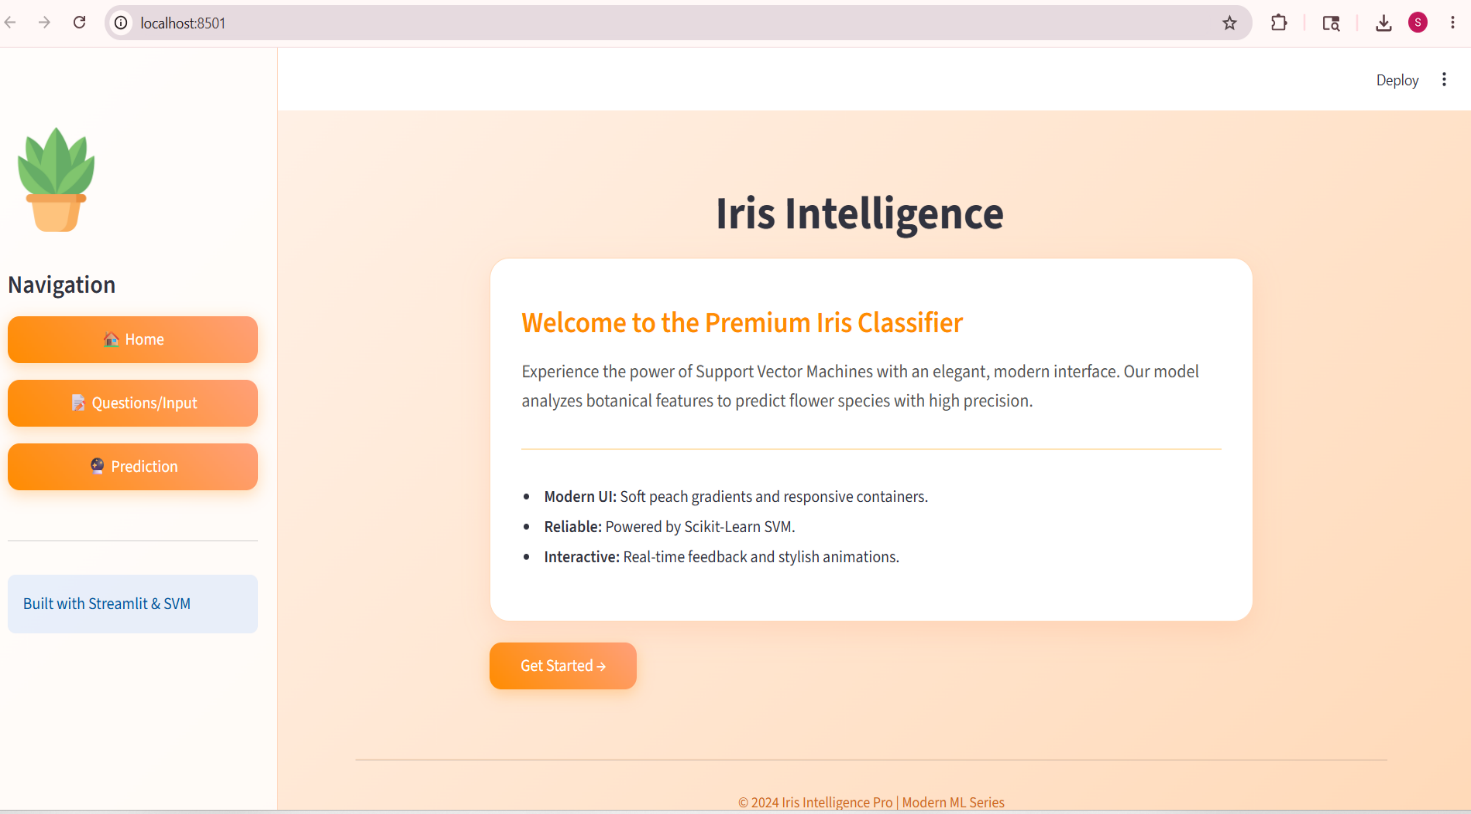 localhost:8501
S
Deploy
Navigation
🏠 Home
📝 Questions/Input
🔮 Prediction
Built with Streamlit & SVM
Iris Intelligence
Welcome to the Premium Iris Classifier
Experience the power of Support Vector Machines with an elegant, modern interface. Our model
analyzes botanical features to predict flower species with high precision.
• Modern UI: Soft peach gradients and responsive containers.
• Reliable: Powered by Scikit-Learn SVM.
• Interactive: Real-time feedback and stylish animations.
Get Started →
© 2024 Iris Intelligence Pro | Modern ML Series